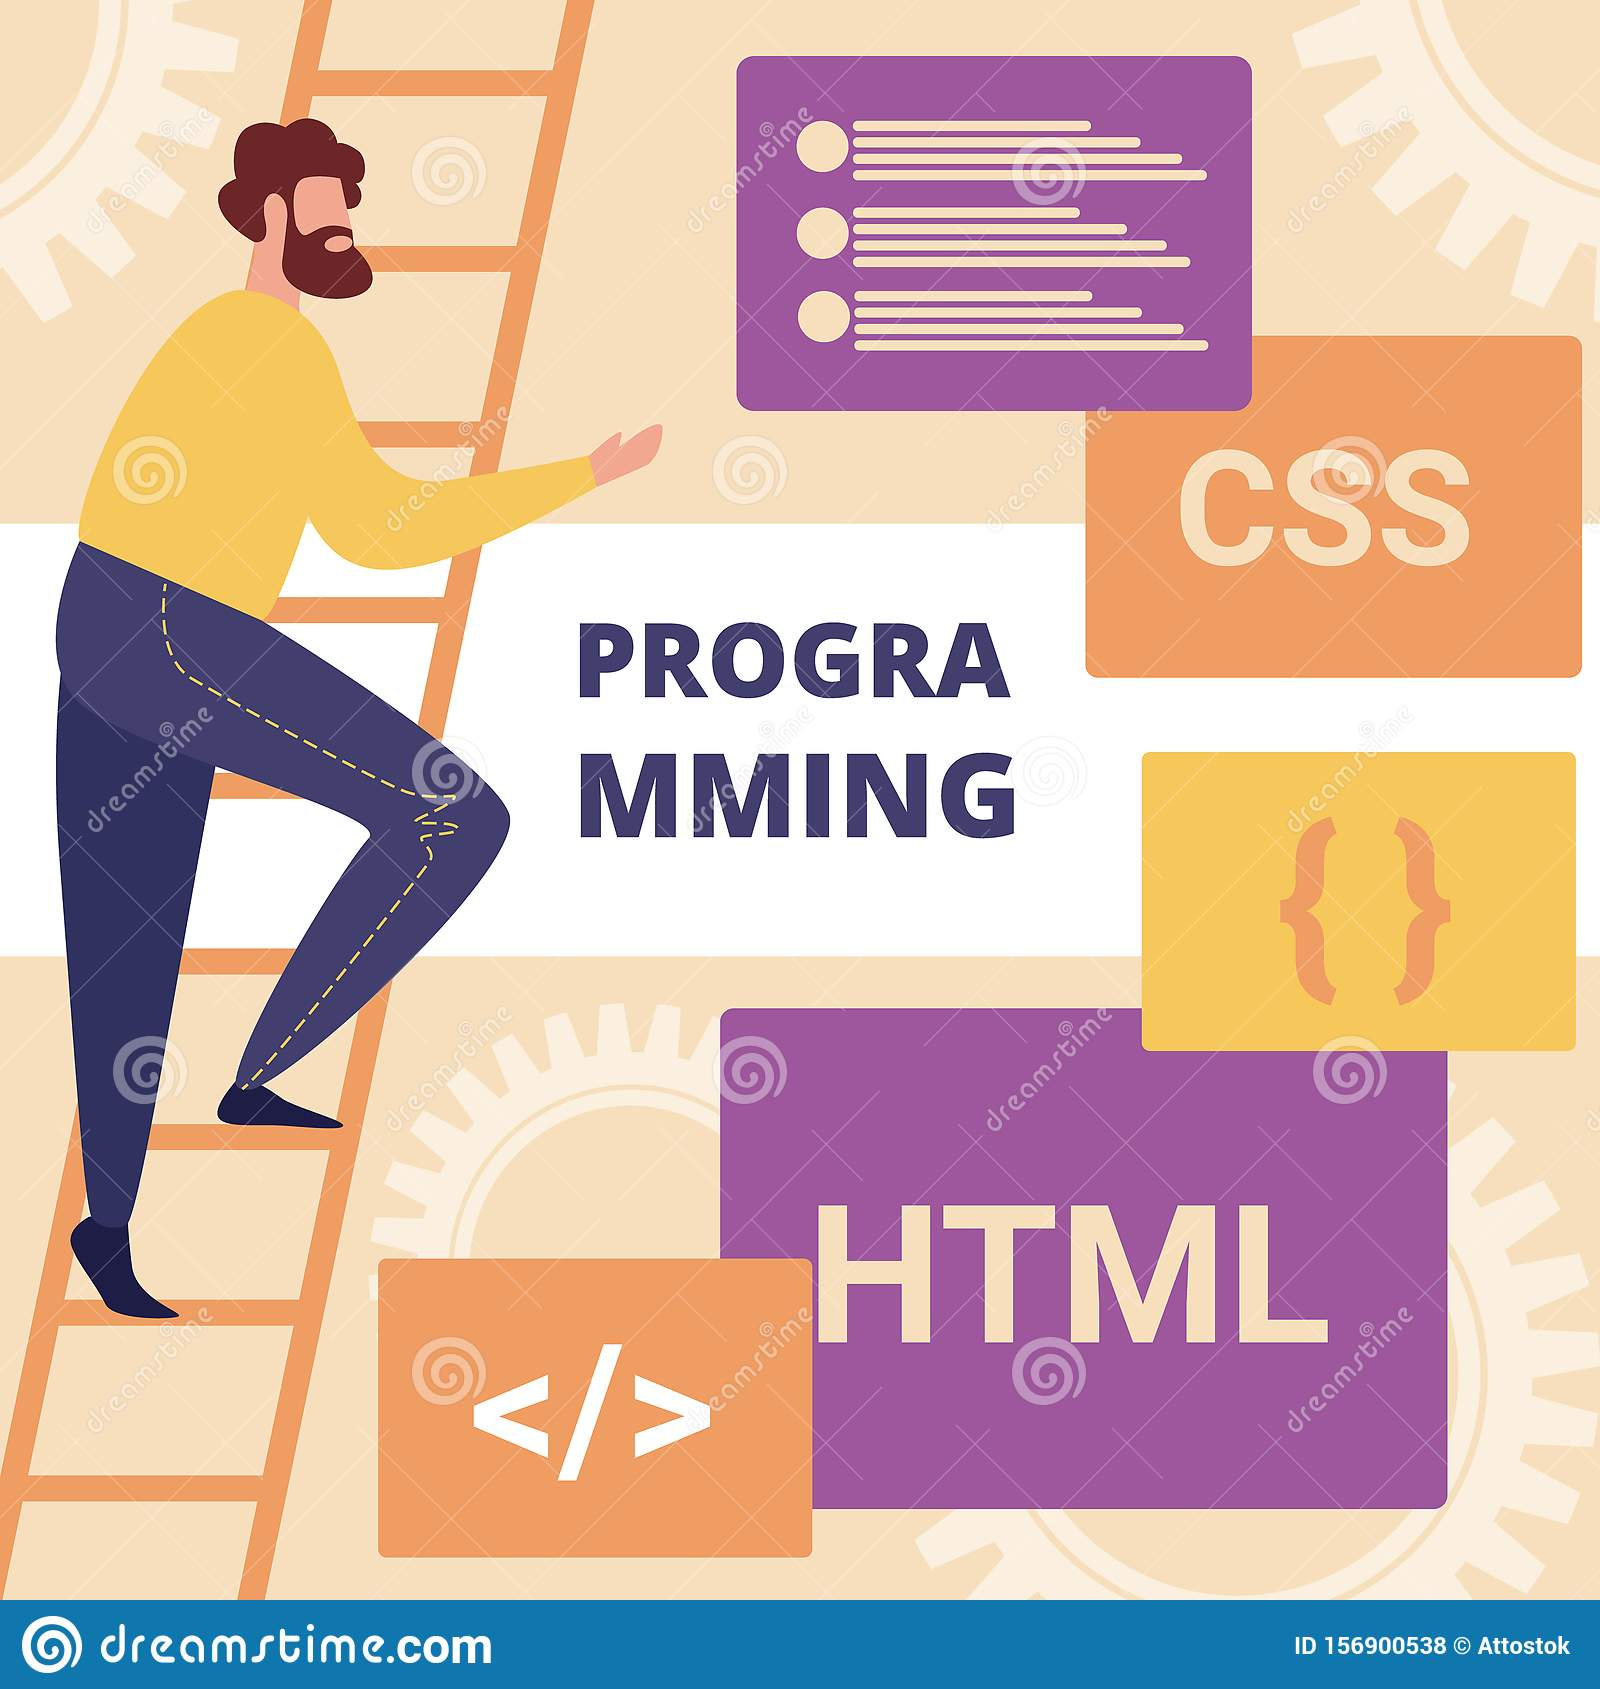 CSS
PROGRA
MMING
{ }
HTML
</>
dreamstime.com
ID 156900538 © Attostok